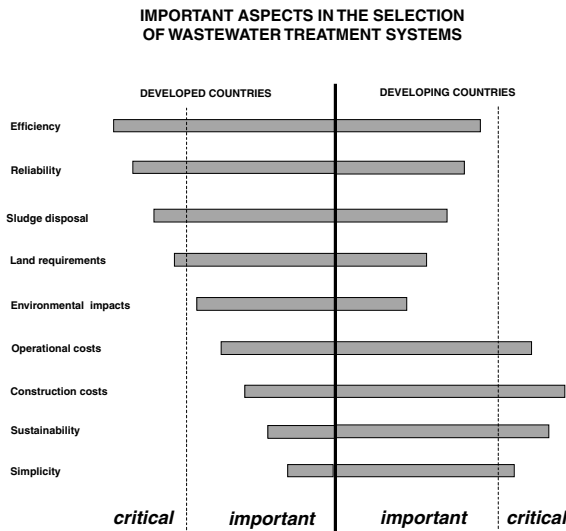 IMPORTANT ASPECTS IN THE SELECTION
OF WASTEWATER TREATMENT SYSTEMS
DEVELOPED COUNTRIES
DEVELOPING COUNTRIES
Efficiency
Reliability
Sludge disposal
Land requirements
Environmental impacts
Operational costs
Construction costs
Sustainability
Simplicity
critical
important
important
critical